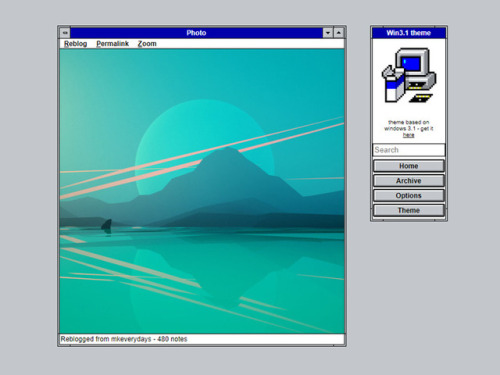 Photo
Reblog Permalink Zoom
Reblogged from mkeverydays - 480 notes
Win3.1 theme
theme based on
windows 3.1 - get it
here
Search
Home
Archive
Options
Theme